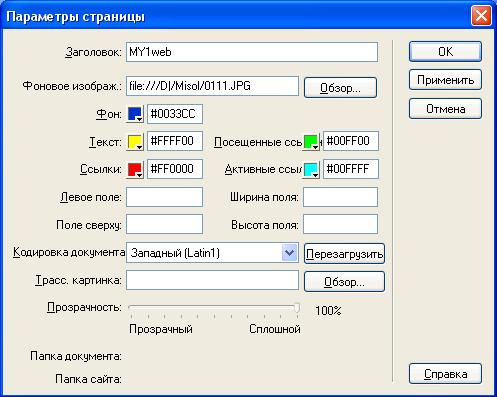 Параметры страницы
Заголовок: MY1web OK
Фоновое изображ.: file:///D|/Misol/0111.JPG Обзор... Применить
Фон: #0033CC Отмена
Текст: #FFFF00 Посещенные ссы #00FF00
Ссылки: #FF0000 Активные ссыл #00FFFF
Левое поле: Ширина поля:
Поле сверху: Высота поля:
Кодировка документа Западный (Latin1) Перезагрузить
Трасс. картинка: Обзор...
Прозрачность: 100%
Прозрачный Сплошной
Папка документа:
Папка сайта: Справка